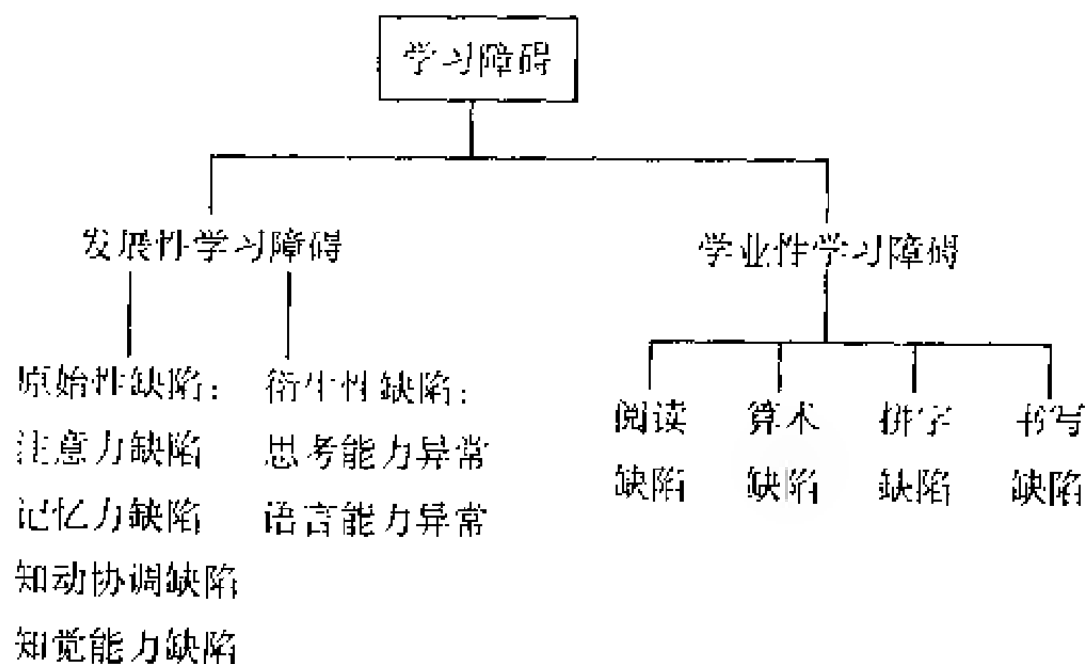 学习障碍
发展性学习障碍
学业性学习障碍
原始性缺陷：
注意力缺陷
记忆力缺陷
知动协调缺陷
知觉能力缺陷
衍生性缺陷：
思考能力异常
语言能力异常
阅读
缺陷
算术
缺陷
拼字
缺陷
书写
缺陷